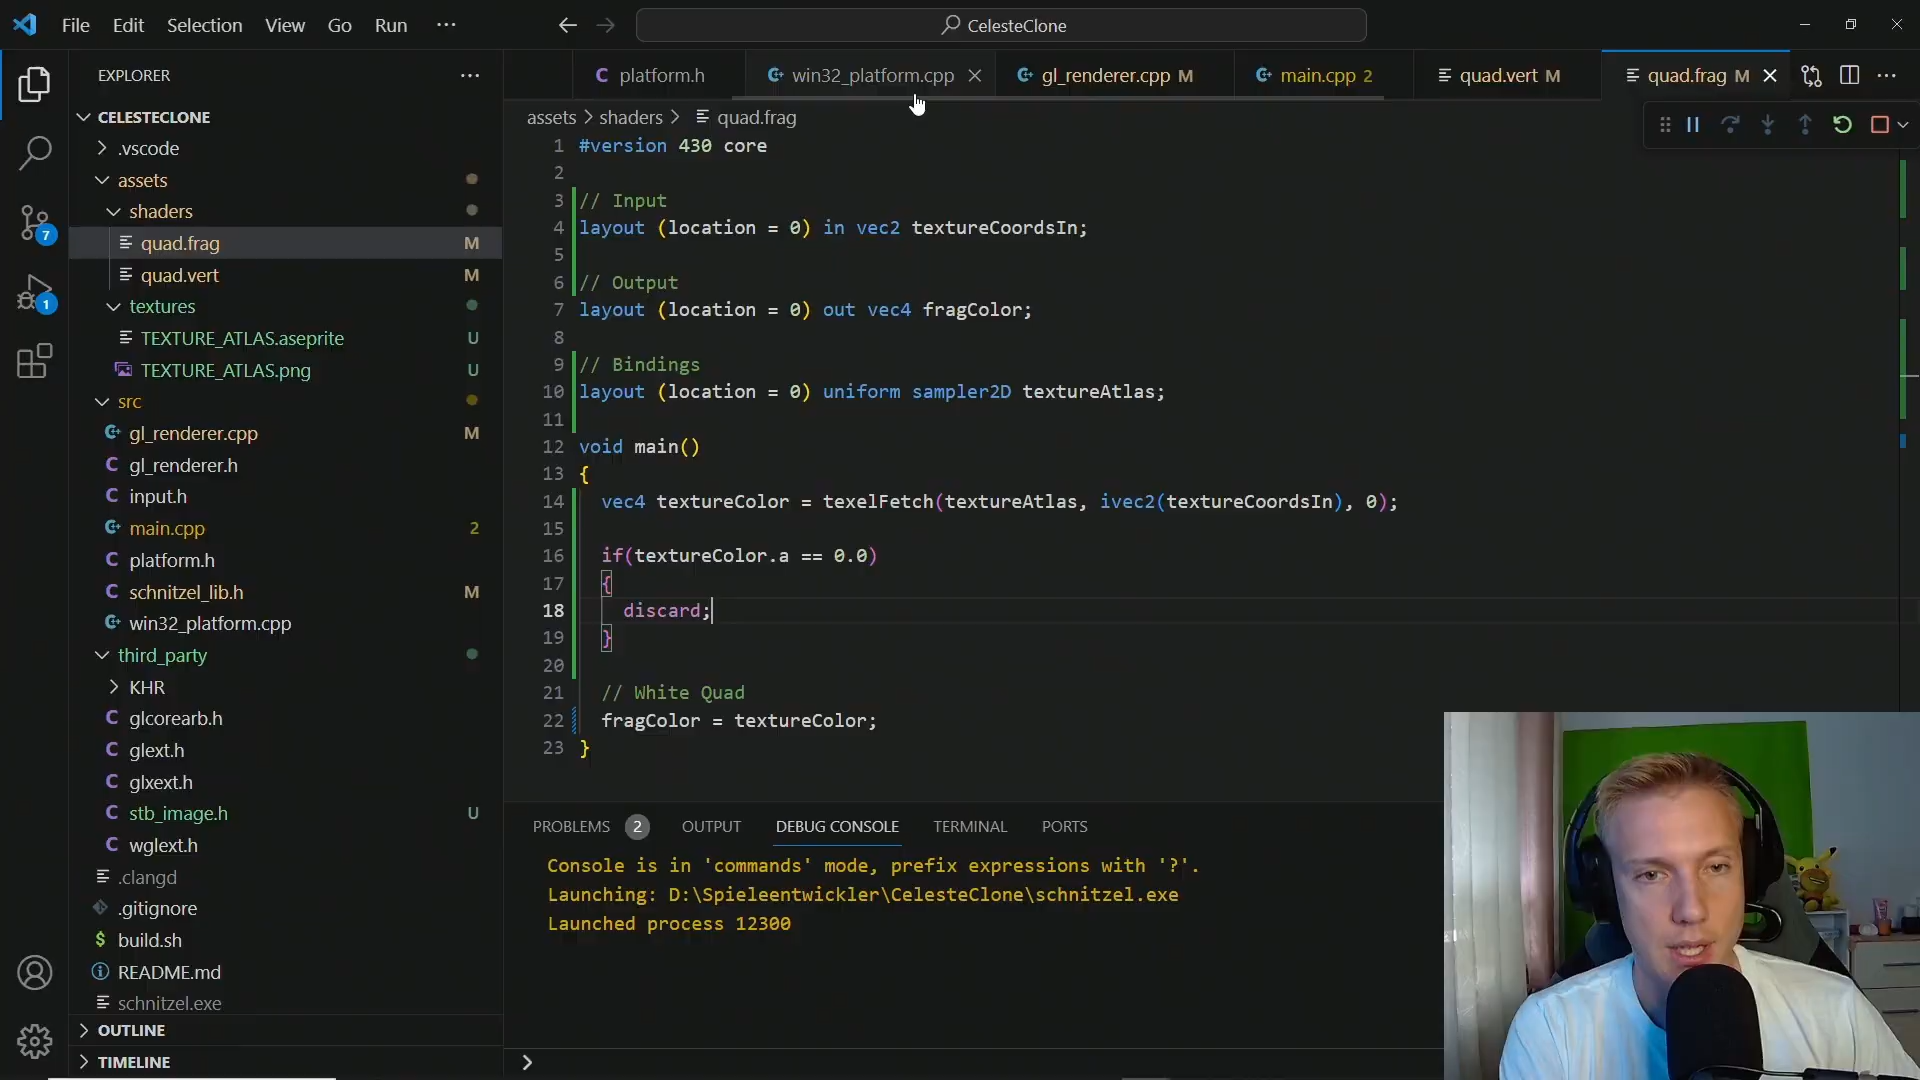 File Edit Selection View Go Run ···
CelesteClone
EXPLORER ···
CELESTECLONE
.vscode
assets
shaders
quad.frag M
quad.vert M
textures
TEXTURE_ATLAS.aseprite U
TEXTURE_ATLAS.png U
src
gl_renderer.cpp M
gl_renderer.h
input.h
main.cpp 2
platform.h
schnitzel_lib.h M
win32_platform.cpp
third_party
KHR
glcorearb.h
glext.h
glxext.h
stb_image.h U
wglext.h
.clangd
.gitignore
build.sh
README.md
schnitzel.exe
OUTLINE
TIMELINE
7
1
platform.h win32_platform.cpp gl_renderer.cpp M main.cpp 2 quad.vert M quad.frag M
assets > shaders > quad.frag
1 #version 430 core
2
3 // Input
4 layout (location = 0) in vec2 textureCoordsIn;
5
6 // Output
7 layout (location = 0) out vec4 fragColor;
8
9 // Bindings
10 layout (location = 0) uniform sampler2D textureAtlas;
11
12 void main()
13 {
14 vec4 textureColor = texelFetch(textureAtlas, ivec2(textureCoordsIn), 0);
15
16 if(textureColor.a == 0.0)
17 {
18 discard;
19 }
20
21 // White Quad
22 fragColor = textureColor;
23 }
PROBLEMS 2 OUTPUT DEBUG CONSOLE TERMINAL PORTS
Console is in 'commands' mode, prefix expressions with '?'.
Launching: D:\Spieleentwickler\CelesteClone\schnitzel.exe
Launched process 12300
>